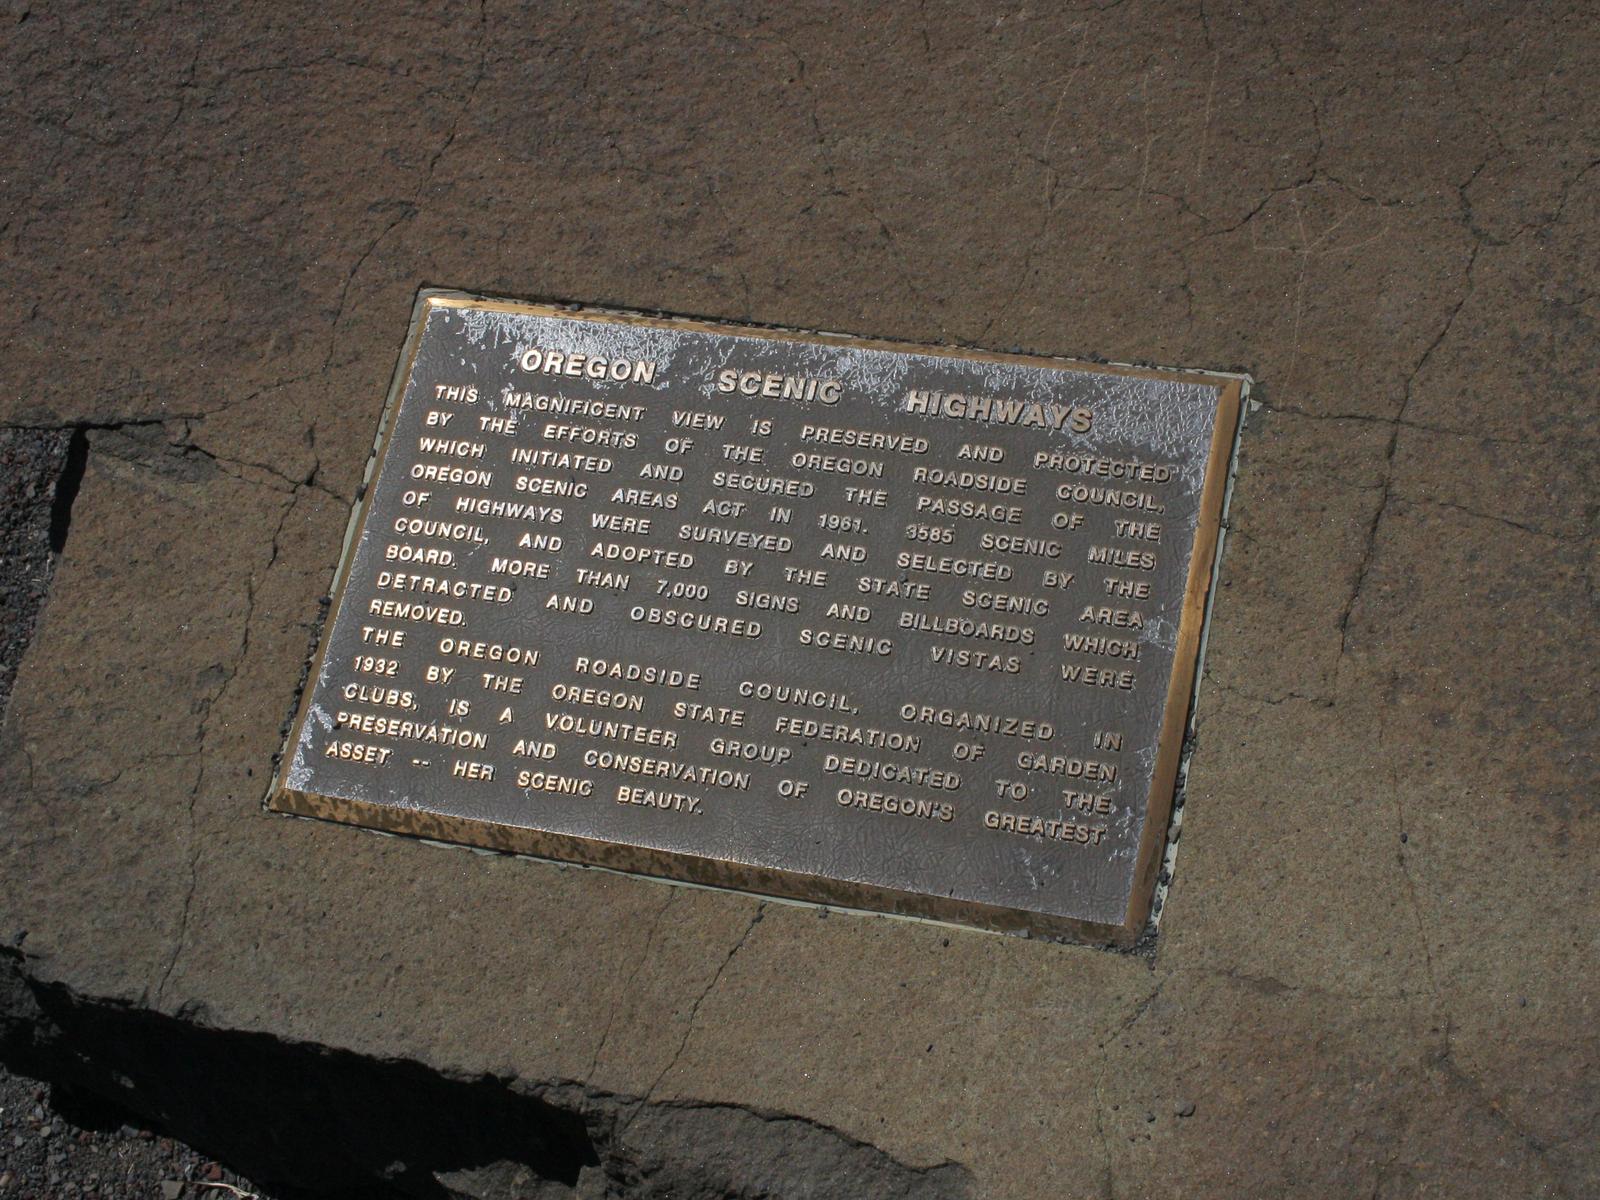 OREGON SCENIC HIGHWAYS
THIS MAGNIFICENT VIEW IS PRESERVED AND PROTECTED
BY THE EFFORTS OF THE OREGON ROADSIDE COUNCIL,
WHICH INITIATED AND SECURED THE PASSAGE OF THE
OREGON SCENIC AREAS ACT IN 1961. 3585 SCENIC MILES
OF HIGHWAYS WERE SURVEYED AND SELECTED BY THE
COUNCIL, AND ADOPTED BY THE STATE SCENIC AREA
BOARD. MORE THAN 7,000 SIGNS AND BILLBOARDS WHICH
DETRACTED AND OBSCURED SCENIC VISTAS WERE
REMOVED.
THE OREGON ROADSIDE COUNCIL, ORGANIZED IN
1932 BY THE OREGON STATE FEDERATION OF GARDEN
CLUBS, IS A VOLUNTEER GROUP DEDICATED TO THE
PRESERVATION AND CONSERVATION OF OREGON'S GREATEST
ASSET -- HER SCENIC BEAUTY.